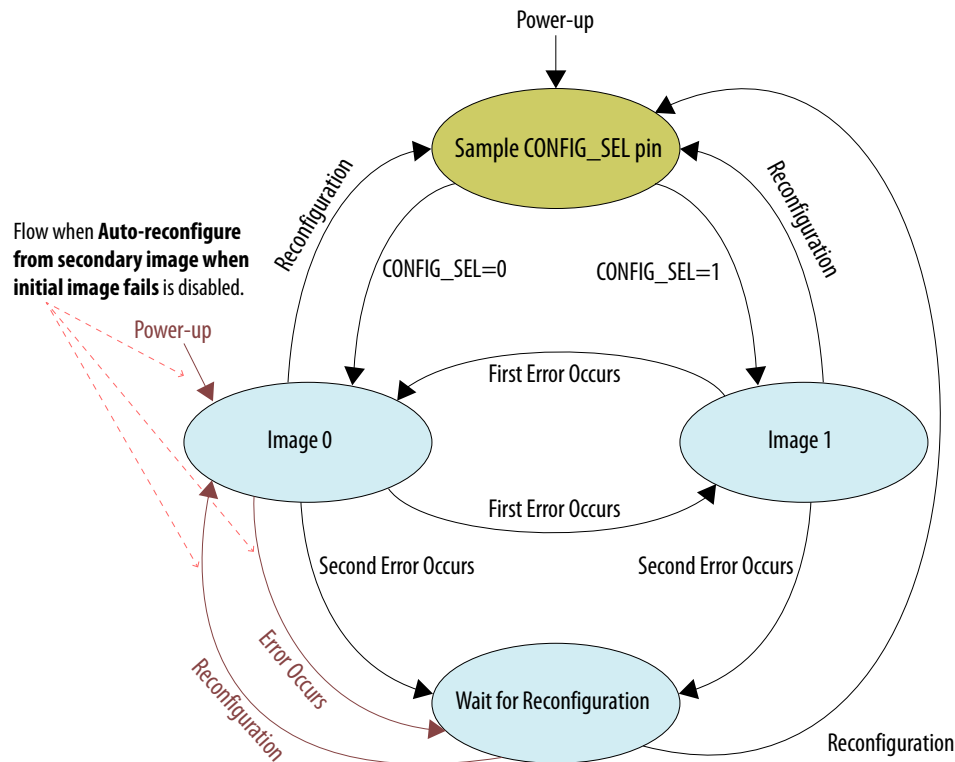 Power-up
Sample CONFIG_SEL pin
Reconfiguration
Reconfiguration
Flow when Auto-reconfigure
from secondary image when
initial image fails is disabled.
CONFIG_SEL=0
CONFIG_SEL=1
Power-up
First Error Occurs
Image 0
Image 1
First Error Occurs
Second Error Occurs
Second Error Occurs
Error Occurs
Reconfiguration
Wait for Reconfiguration
Reconfiguration